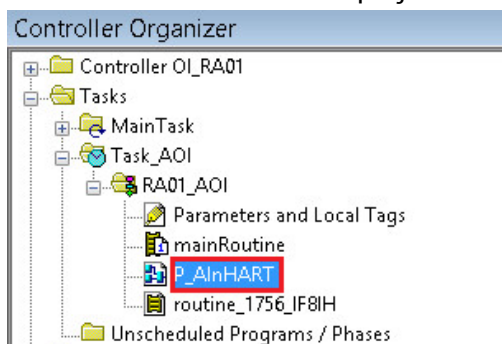 Controller Organizer
Controller OI_RA01
Tasks
MainTask
Task_AOI
RA01_AOI
Parameters and Local Tags
mainRoutine
P_AInHART
routine_1756_IF8IH
Unscheduled Programs / Phases